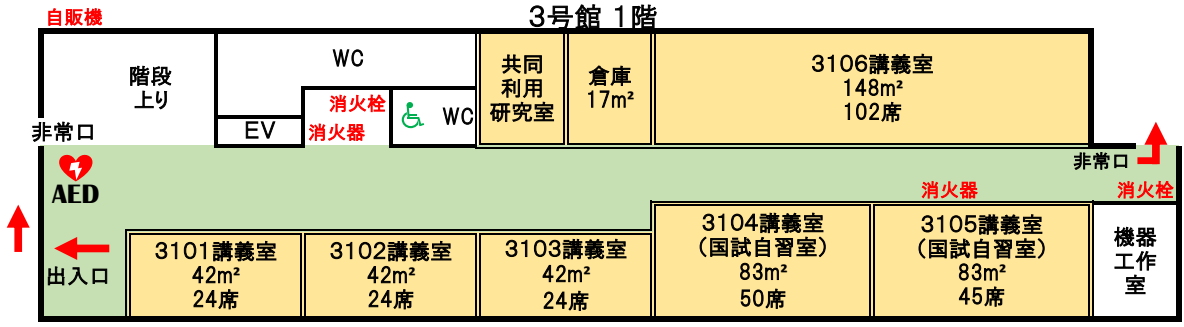 3号館 1階
自販機
階段
上り
WC
共同
利用
研究室
倉庫
17m²
3106講義室
148m²
102席
消火栓
消火器
WC
EV
非常口
AED
非常口
消火器
消火栓
出入口
3101講義室
42m²
24席
3102講義室
42m²
24席
3103講義室
42m²
24席
3104講義室
(国試自習室)
83m²
50席
3105講義室
(国試自習室)
83m²
45席
機器
工作
室